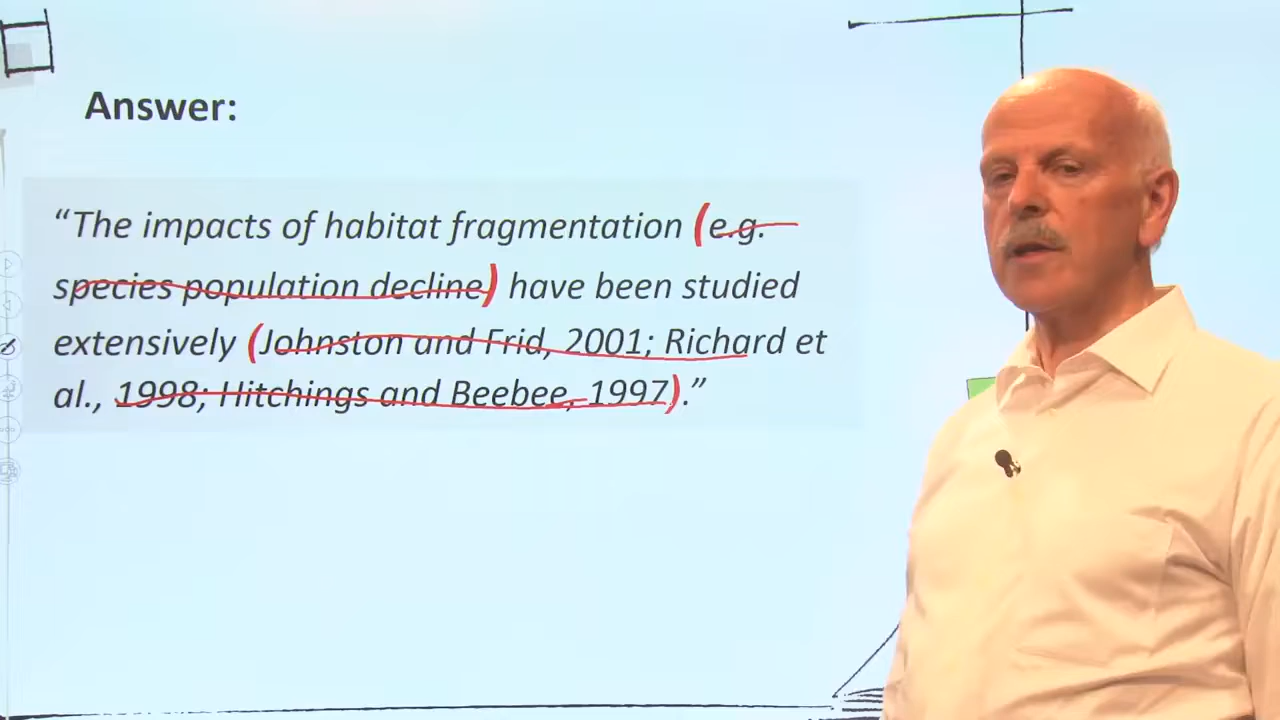 Answer:
“The impacts of habitat fragmentation (e.g.
species population decline) have been studied
extensively (Johnston and Frid, 2001; Richard et
al., 1998; Hitchings and Beebee, 1997).”